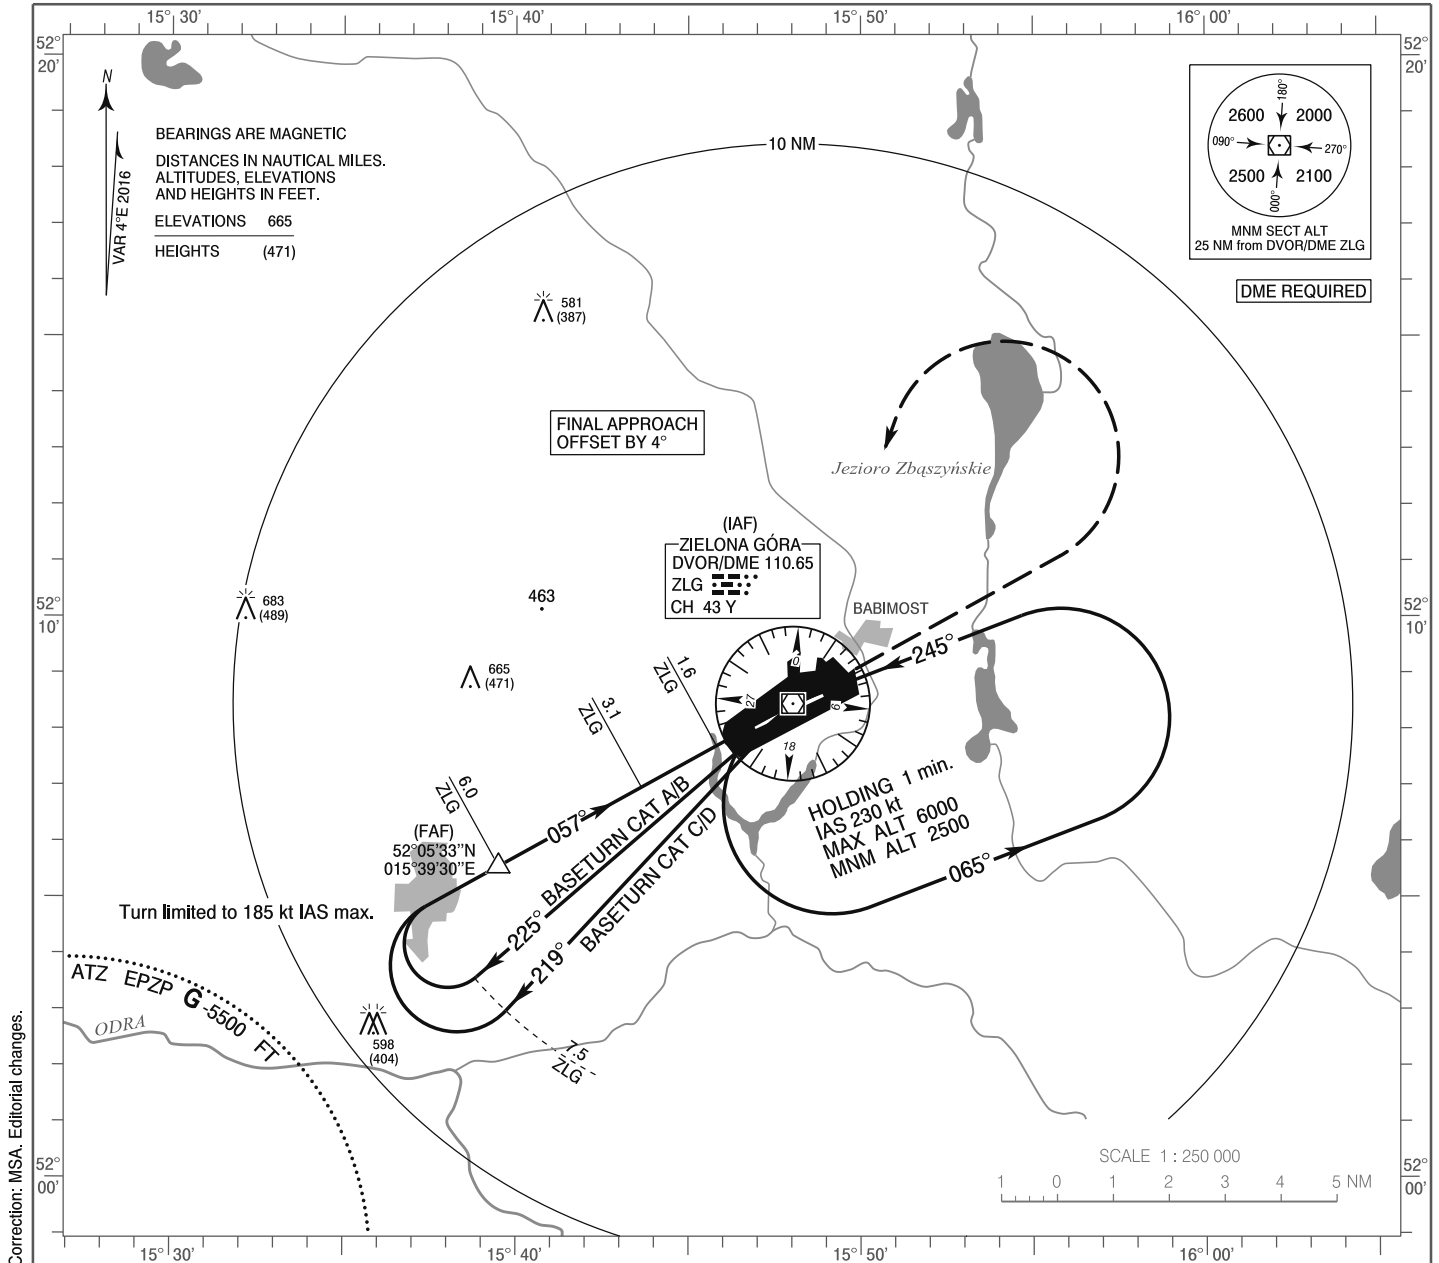 15° 30'
15° 40'
15° 50'
16° 00'
52°
20'
52°
20'
N
VAR 4°E 2016
BEARINGS ARE MAGNETIC
DISTANCES IN NAUTICAL MILES.
ALTITUDES, ELEVATIONS
AND HEIGHTS IN FEET.
ELEVATIONS 665
HEIGHTS (471)
10 NM
180°
2600 2000
090° 270°
2500 2100
000°
MNM SECT ALT
25 NM from DVOR/DME ZLG
DME REQUIRED
581
(387)
FINAL APPROACH
OFFSET BY 4°
Jezioro Zbąszyńskie
(IAF)
ZIELONA GÓRA
DVOR/DME 110.65
ZLG
CH 43 Y
463
683
(489)
52°
10'
52°
10'
BABIMOST
245°
665
(471)
1.6
ZLG
3.1
ZLG
6.0
ZLG
0
27
9
18
HOLDING 1 min.
IAS 230 kt
MAX ALT 6000
MNM ALT 2500
065°
(FAF)
52°05'33"N
015°39'30"E
057°
225° BASETURN CAT A/B
219° BASETURN CAT C/D
Turn limited to 185 kt IAS max.
ATZ EPZP G 5500 FT
ODRA
598
(404)
7.5
ZLG
SCALE 1 : 250 000
1 0 1 2 3 4 5 NM
52°
00'
52°
00'
15° 30'
15° 40'
15° 50'
16° 00'
Correction: MSA. Editorial changes.